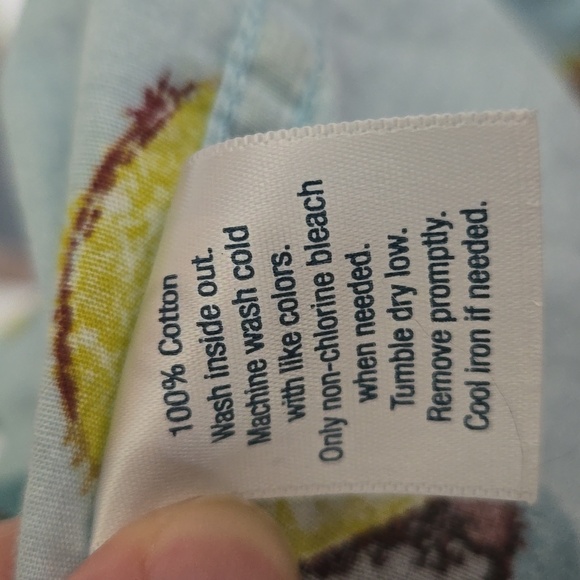 100% Cotton
Wash inside out.
Machine wash cold
with like colors.
Only non-chlorine bleach
when needed.
Tumble dry low.
Remove promptly.
Cool iron if needed.